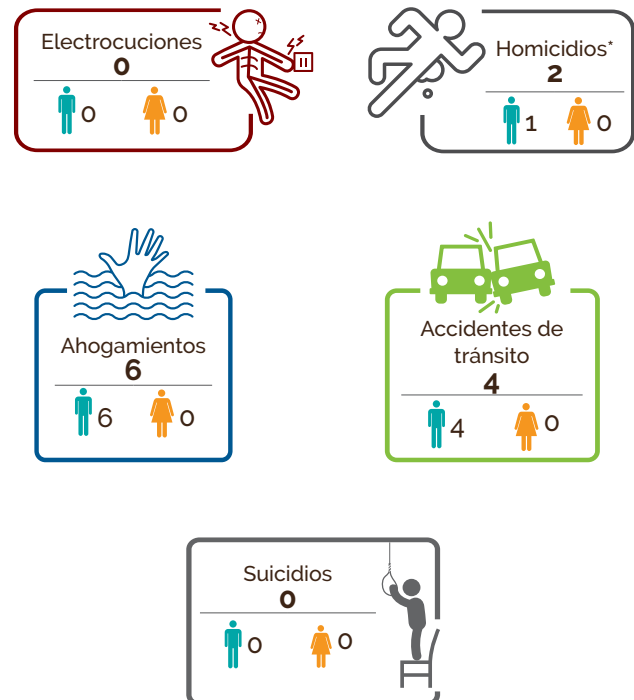 Electrocuciones
0
0 0
Homicidios*
2
1 0
Ahogamientos
6
6 0
Accidentes de
tránsito
4
4 0
Suicidios
0
0 0